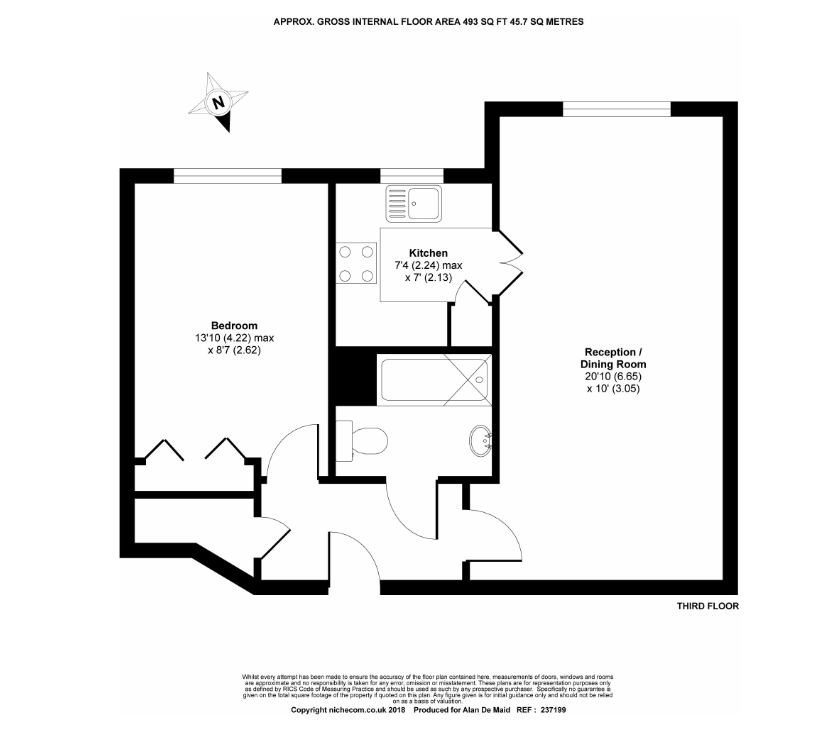 APPROX. GROSS INTERNAL FLOOR AREA 493 SQ FT 45.7 SQ METRES
N
Kitchen
7'4 (2.24) max
x 7' (2.13)
Bedroom
13'10 (4.22) max
x 8'7 (2.62)
Reception /
Dining Room
20'10 (6.65)
x 10' (3.05)
THIRD FLOOR
Whilst every attempt has been made to ensure the accuracy of the floor plan contained here, measurements of doors, windows and rooms
are approximate and no responsibility is taken for any error, omission or misstatement. These plans are for representation purposes only
as defined by RICS Code of Measuring Practice and should be used as such by any prospective purchaser. Specifically no guarantee is
given on the total square footage of the property if quoted on this plan. Any figure given is for initial guidance only and should not be relied
on as a basis of valuation.
Copyright nichecom.co.uk 2018 Produced for Alan De Maid REF : 237199